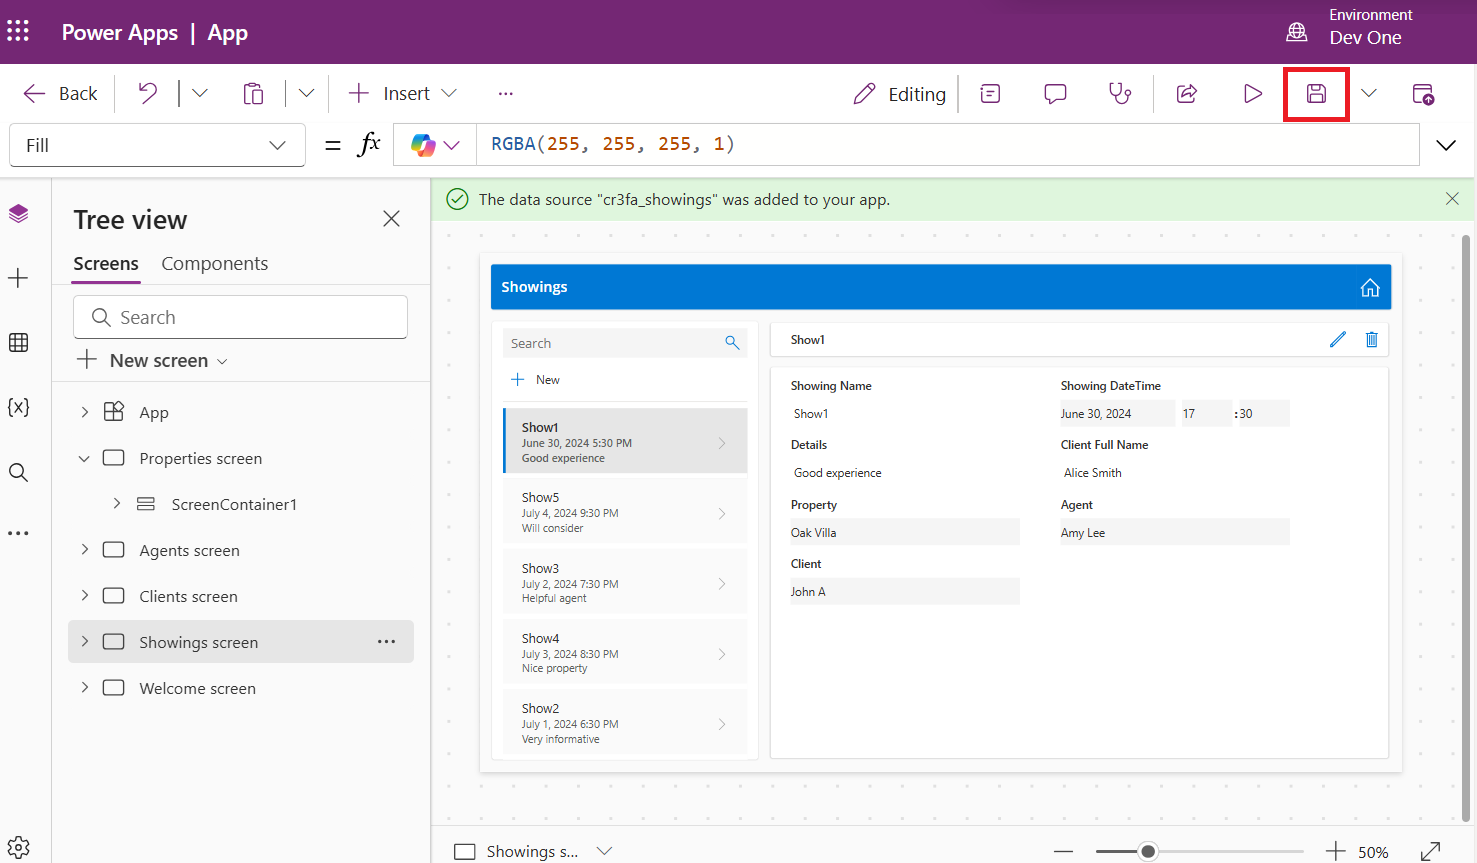 Power Apps | App
Environment
Dev One
Back
Insert
Editing
Fill
= fx
RGBA(255, 255, 255, 1)
Tree view
Screens
Components
Search
New screen
App
Properties screen
ScreenContainer1
Agents screen
Clients screen
Showings screen
Welcome screen
The data source "cr3fa_showings" was added to your app.
Showings
Search
New
Show1
June 30, 2024 5:30 PM
Good experience
Show5
July 4, 2024 9:30 PM
Will consider
Show3
July 2, 2024 7:30 PM
Helpful agent
Show4
July 3, 2024 8:30 PM
Nice property
Show2
July 1, 2024 6:30 PM
Very informative
Show1
Showing Name
Show1
Showing DateTime
June 30, 2024 17 :30
Details
Good experience
Client Full Name
Alice Smith
Property
Oak Villa
Agent
Amy Lee
Client
John A
Showings s...
50%